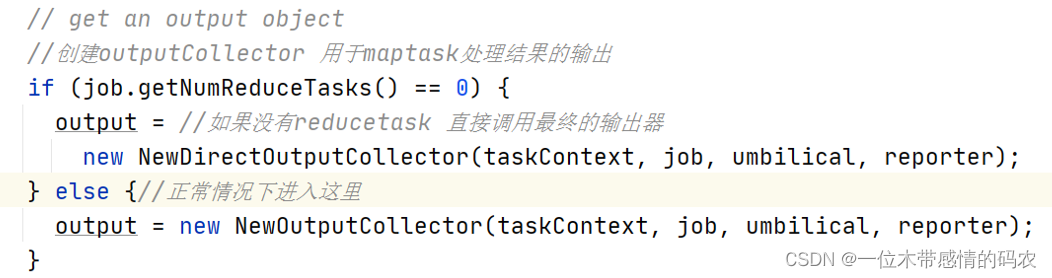 // get an output object
//创建outputCollector 用于maptask处理结果的输出
if (job.getNumReduceTasks() == 0) {
output = //如果没有reducetask 直接调用最终的输出器
new NewDirectOutputCollector(taskContext, job, umbilical, reporter);
} else {//正常情况下进入这里
output = new NewOutputCollector(taskContext, job, umbilical, reporter);
}
CSDN @一位木带感情的码农